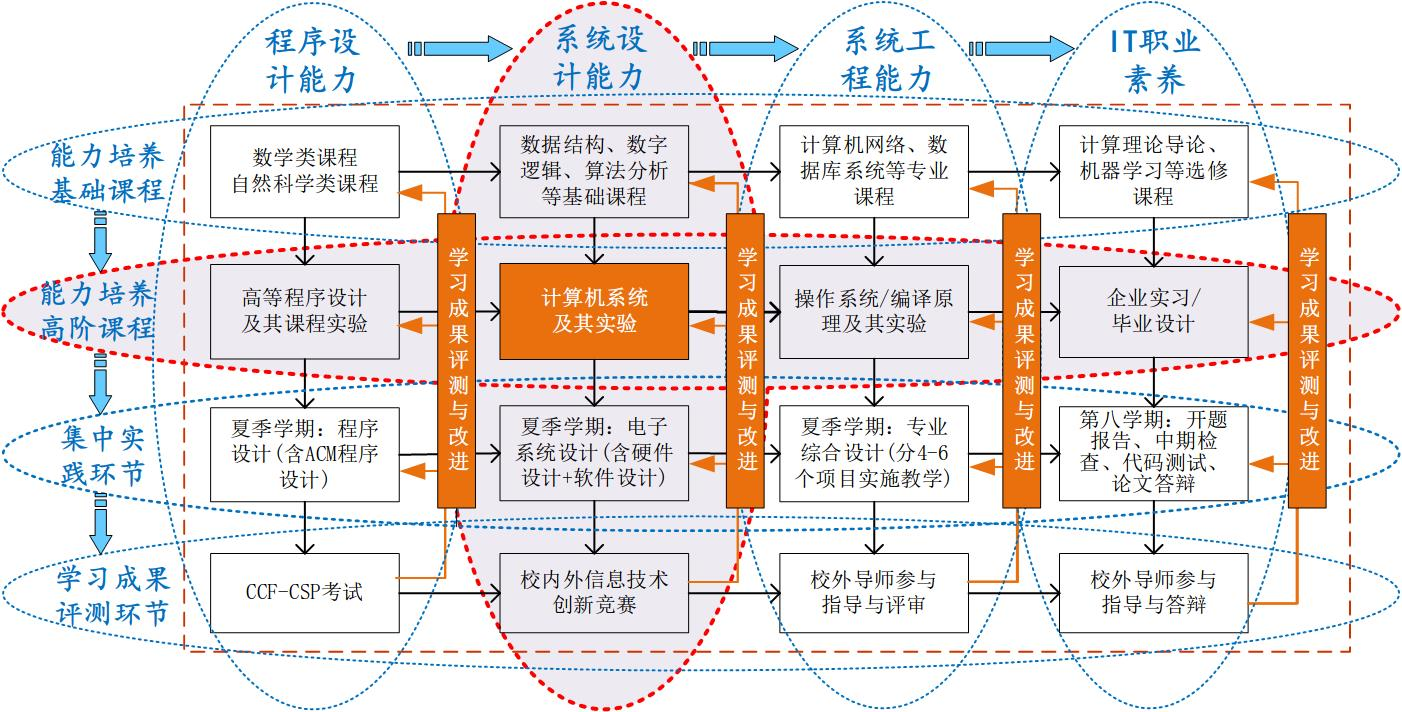 程序设
计能力
系统设
计能力
系统工
程能力
IT职业
素养
能力培养
基础课程
数学类课程
自然科学类课程
数据结构、数字
逻辑、算法分析
等基础课程
计算机网络、数
据库系统等专业
课程
计算理论导论、
机器学习等选修
课程
能力培养
高阶课程
高等程序设计
及其课程实验
计算机系统
及其实验
操作系统/编译原
理及其实验
企业实习/
毕业设计
学习成果评测与改进
学习成果评测与改进
学习成果评测与改进
学习成果评测与改进
集中实
践环节
夏季学期：程序
设计(含ACM程序
设计)
夏季学期：电子
系统设计(含硬件
设计+软件设计)
夏季学期：专业
综合设计(分4-6
个项目实施教学)
第八学期：开题
报告、中期检
查、代码测试、
论文答辩
学习成果
评测环节
CCF-CSP考试
校内外信息技术
创新竞赛
校外导师参与
指导与评审
校外导师参与
指导与答辩